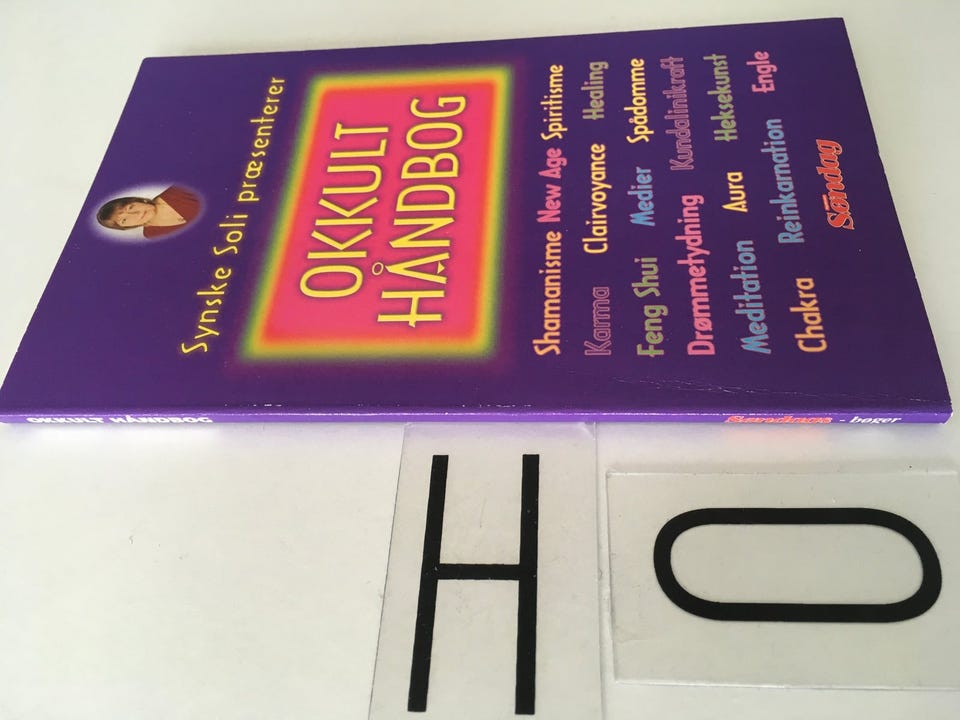 Synske Soli præsenterer
OKKULT
HÅNDBOG
Shamanisme New Age Spiritisme
Karma Clairvoyance Healing
Feng Shui Medier Spådomme
Drømmetydning Kundalinikraft
Meditation Aura Heksekunst
Chakra Reinkarnation Engle
Søndag
OKKULT HÅNDBOG
Søndags - bøger
H
O